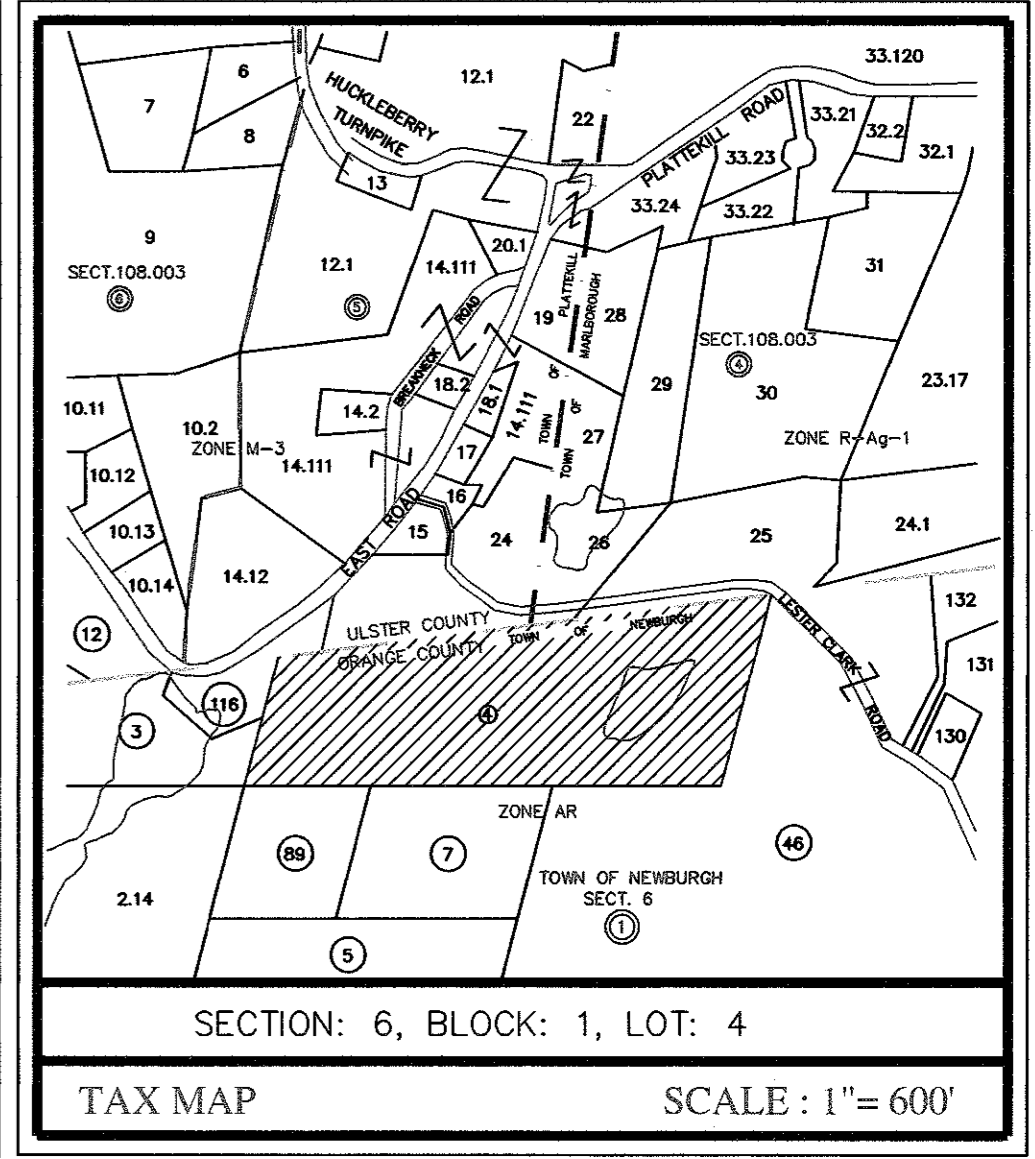 33.120
12.1
6
7
HUCKLEBERRY
TURNPIKE
22
PLATTEKILL ROAD
33.21
32.2
32.1
8
33.23
13
33.24
33.22
9
SECT.108.003
6
12.1
5
14.111
20.1
ROAD
BREAKNECK
19
PLATTEKILL
MARLBOROUGH
28
31
SECT.108.003
4
29
30
23.17
10.11
10.2
ZONE M-3
14.2
18.2
18.1
14.111
TOWN OF
TOWN OF
27
ZONE R-Ag-1
10.12
14.111
17
16
10.13
EAST ROAD
15
24
26
25
24.1
10.14
14.12
12
ULSTER COUNTY
ORANGE COUNTY
TOWN OF NEWBURGH
LESTER CLARK
ROAD
132
131
130
3
116
4
ZONE AR
89
7
46
2.14
TOWN OF NEWBURGH
SECT. 6
1
5
SECTION: 6, BLOCK: 1, LOT: 4
TAX MAP
SCALE : 1"= 600'